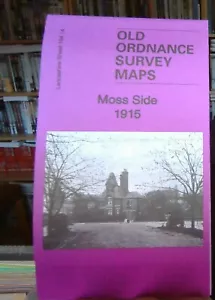 OLD
ORDNANCE
SURVEY
MAPS
Moss Side
1915